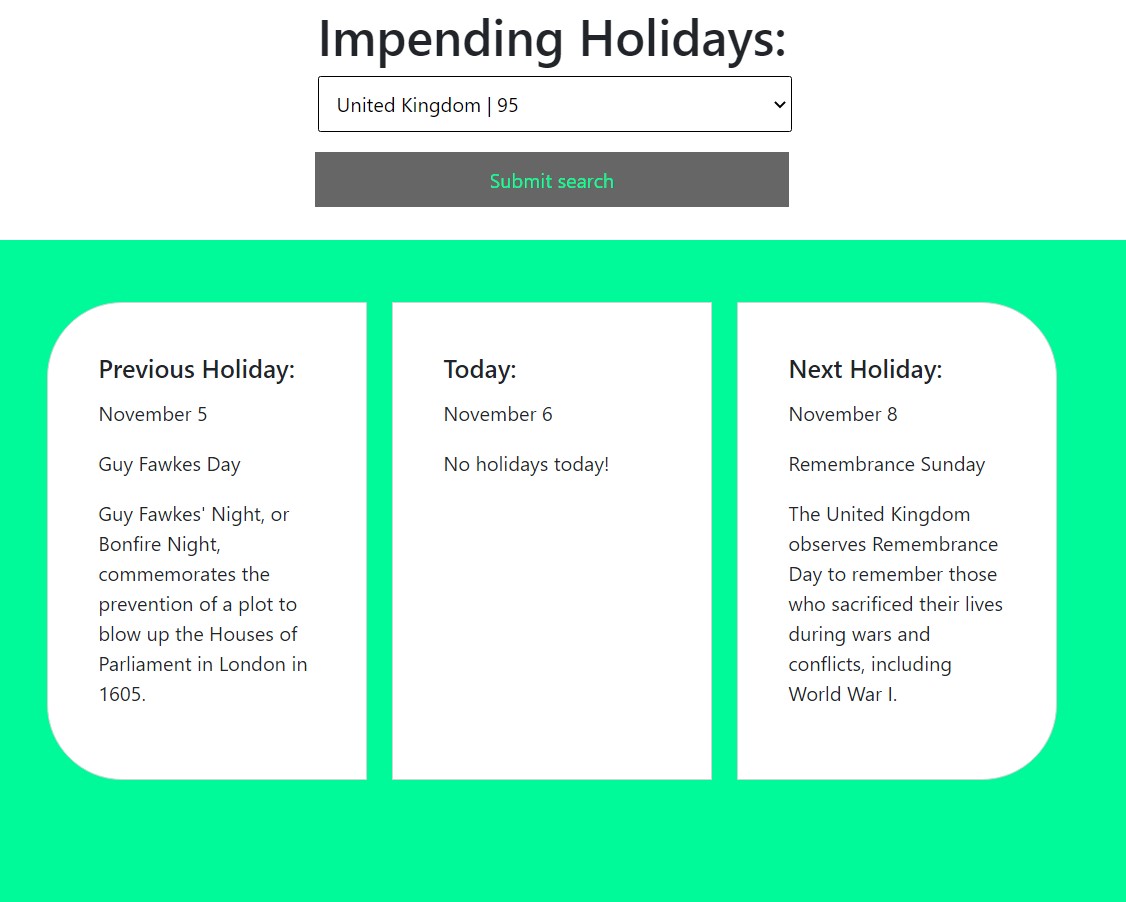 Impending Holidays:
United Kingdom | 95
Submit search
Previous Holiday:
November 5
Guy Fawkes Day
Guy Fawkes' Night, or
Bonfire Night,
commemorates the
prevention of a plot to
blow up the Houses of
Parliament in London in
1605.
Today:
November 6
No holidays today!
Next Holiday:
November 8
Remembrance Sunday
The United Kingdom
observes Remembrance
Day to remember those
who sacrificed their lives
during wars and
conflicts, including
World War I.